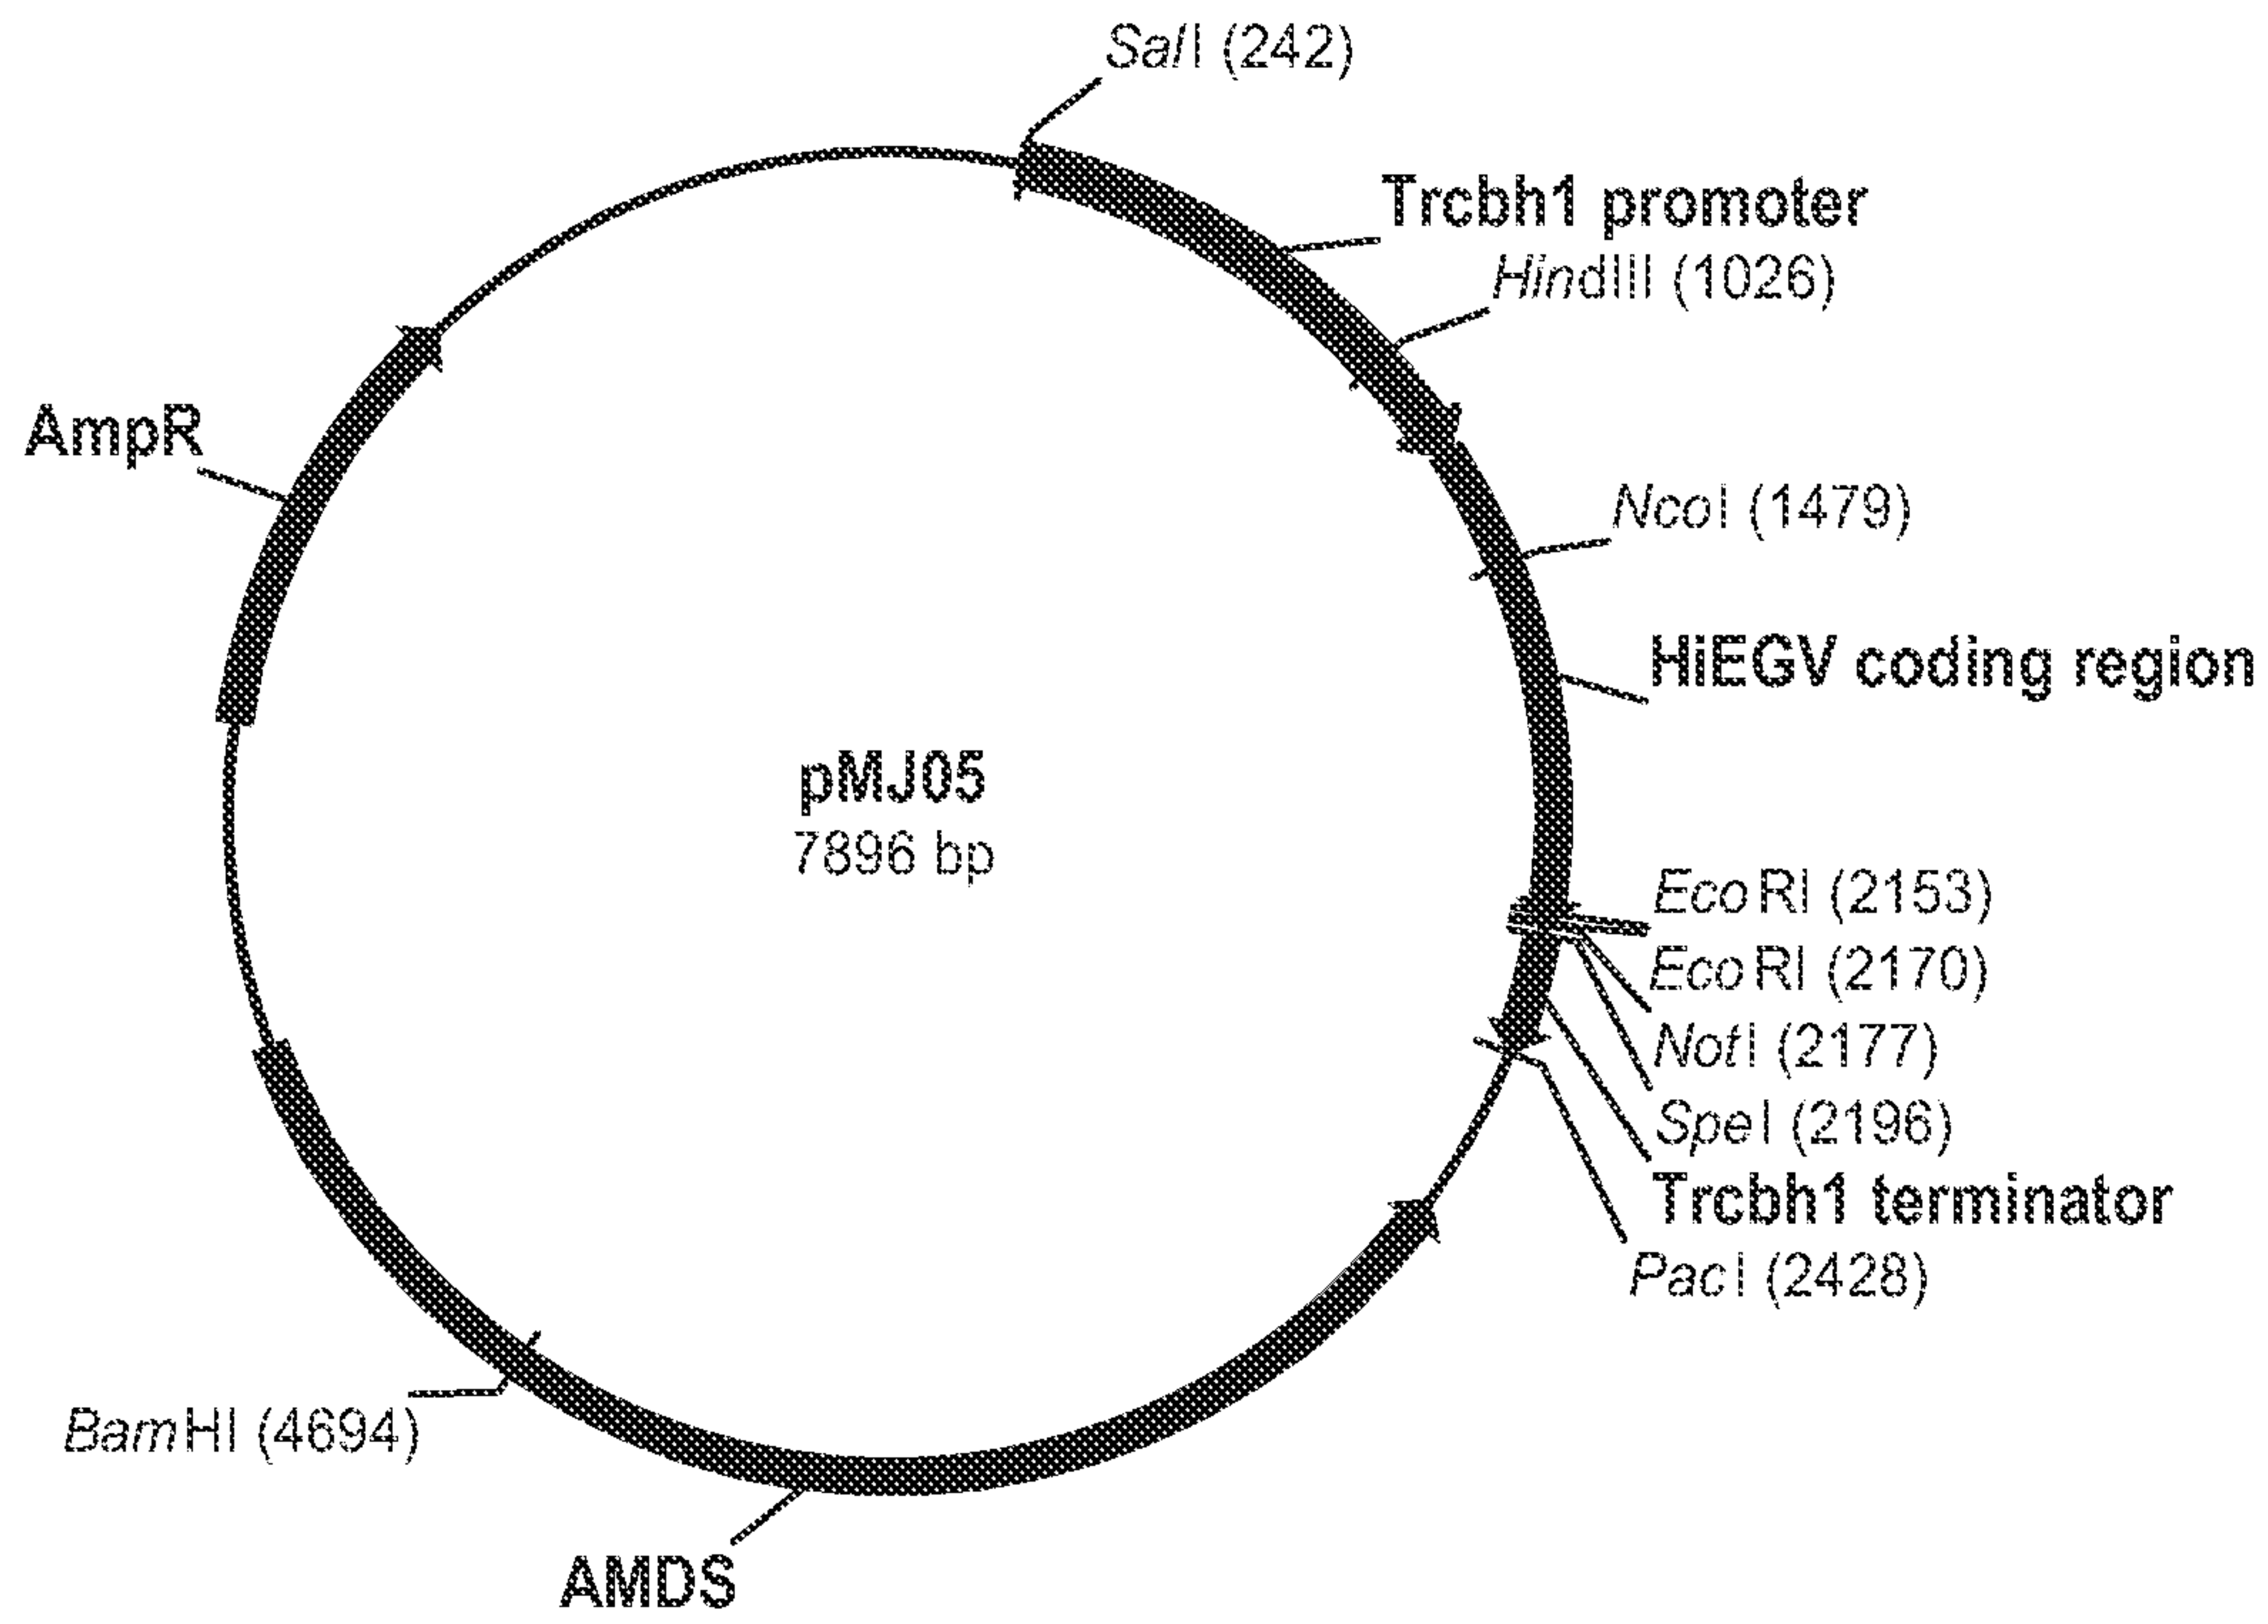 SalI (242)
Trcbh1 promoter
HindIII (1026)
AmpR
NcoI (1479)
HiEGV coding region
pMJ05
7896 bp
EcoRI (2153)
EcoRI (2170)
NotI (2177)
SpeI (2196)
Trcbh1 terminator
PacI (2428)
BamHI (4694)
AMDS